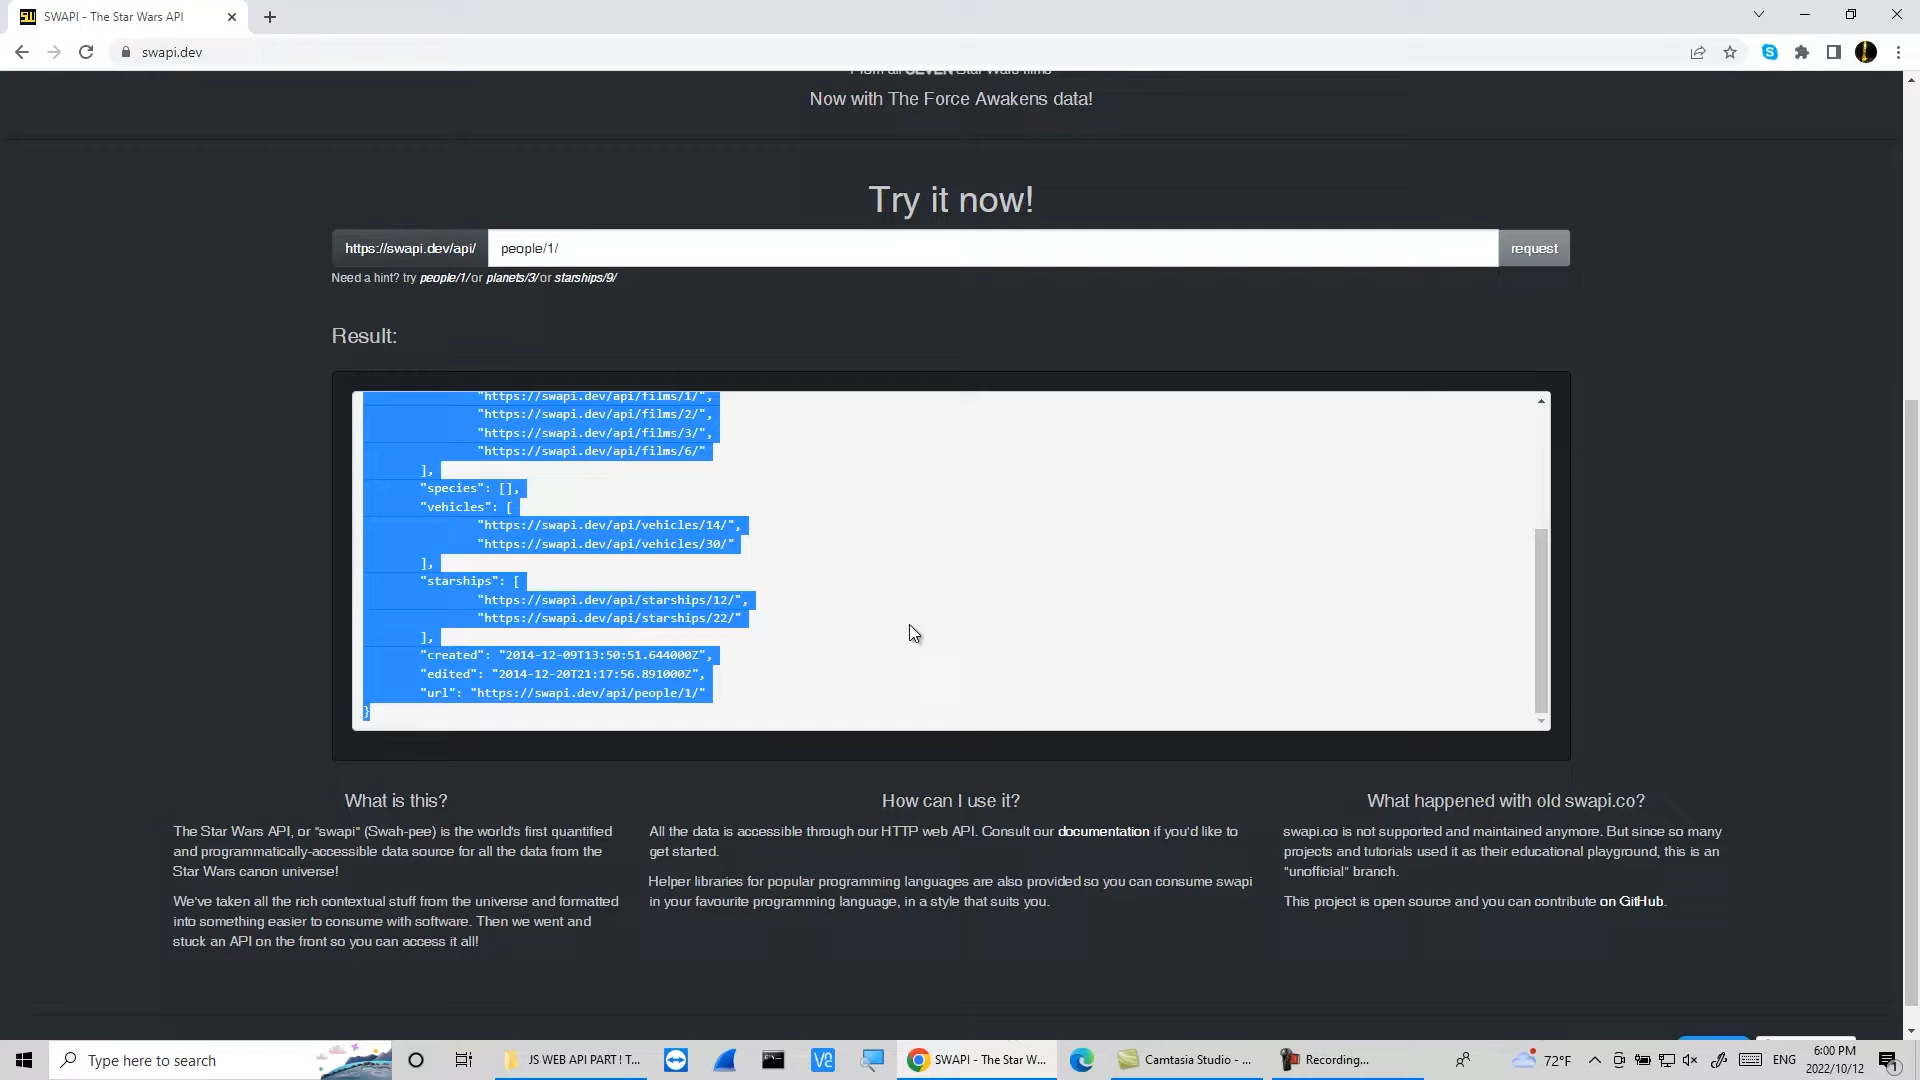 SWAPI - The Star Wars API
swapi.dev
From all SEVEN Star Wars films
Now with The Force Awakens data!
Try it now!
https://swapi.dev/api/ people/1/ request
Need a hint? try people/1/ or planets/3/ or starships/9/
Result:
"https://swapi.dev/api/films/1/",
"https://swapi.dev/api/films/2/",
"https://swapi.dev/api/films/3/",
"https://swapi.dev/api/films/6/"
],
"species": [],
"vehicles": [
"https://swapi.dev/api/vehicles/14/",
"https://swapi.dev/api/vehicles/30/"
],
"starships": [
"https://swapi.dev/api/starships/12/",
"https://swapi.dev/api/starships/22/"
],
"created": "2014-12-09T13:50:51.644000Z",
"edited": "2014-12-20T21:17:56.891000Z",
"url": "https://swapi.dev/api/people/1/"
}
What is this?
The Star Wars API, or "swapi" (Swah-pee) is the world's first quantified
and programmatically-accessible data source for all the data from the
Star Wars canon universe!
We've taken all the rich contextual stuff from the universe and formatted
into something easier to consume with software. Then we went and
stuck an API on the front so you can access it all!
How can I use it?
All the data is accessible through our HTTP web API. Consult our documentation if you'd like to
get started.
Helper libraries for popular programming languages are also provided so you can consume swapi
in your favourite programming language, in a style that suits you.
What happened with old swapi.co?
swapi.co is not supported and maintained anymore. But since so many
projects and tutorials used it as their educational playground, this is an
"unofficial" branch.
This project is open source and you can contribute on GitHub.
Type here to search
JS WEB API PART ! T...
SWAPI - The Star W...
Camtasia Studio - ...
Recording...
72°F
ENG
6:00 PM
2022/10/12
1